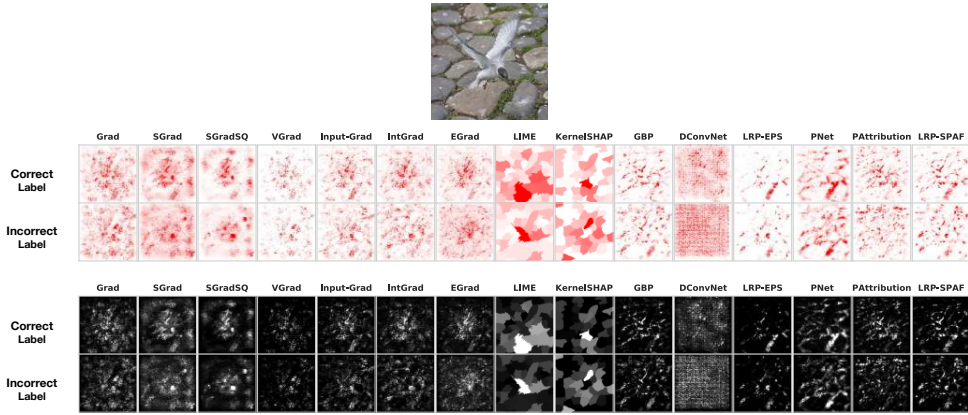 Grad SGrad SGradSQ VGrad Input-Grad IntGrad EGrad LIME KernelSHAP GBP DConvNet LRP-EPS PNet PAttribution LRP-SPAF
Correct
Label
Incorrect
Label
Grad SGrad SGradSQ VGrad Input-Grad IntGrad EGrad LIME KernelSHAP GBP DConvNet LRP-EPS PNet PAttribution LRP-SPAF
Correct
Label
Incorrect
Label